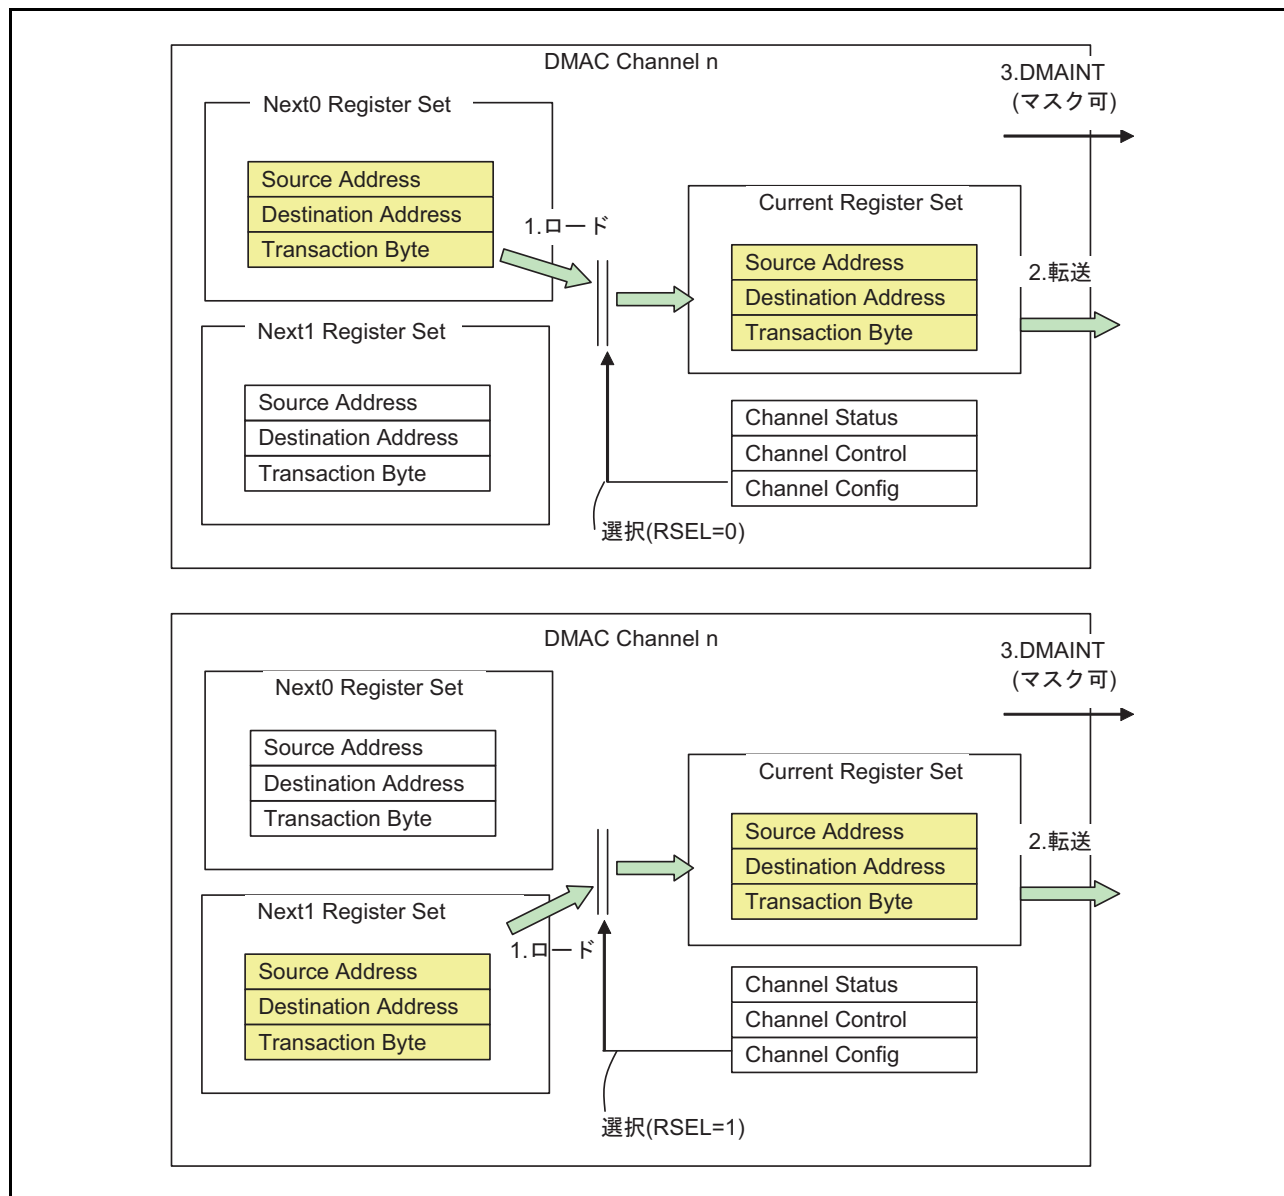 DMAC Channel n
3.DMAINT
(マスク可)
Next0 Register Set
Source Address
Destination Address
Transaction Byte
1.ロード
Current Register Set
Source Address
Destination Address
Transaction Byte
2.転送
Next1 Register Set
Source Address
Destination Address
Transaction Byte
Channel Status
Channel Control
Channel Config
選択(RSEL=0)
DMAC Channel n
3.DMAINT
(マスク可)
Next0 Register Set
Source Address
Destination Address
Transaction Byte
Current Register Set
Source Address
Destination Address
Transaction Byte
2.転送
Next1 Register Set
1.ロード
Source Address
Destination Address
Transaction Byte
Channel Status
Channel Control
Channel Config
選択(RSEL=1)